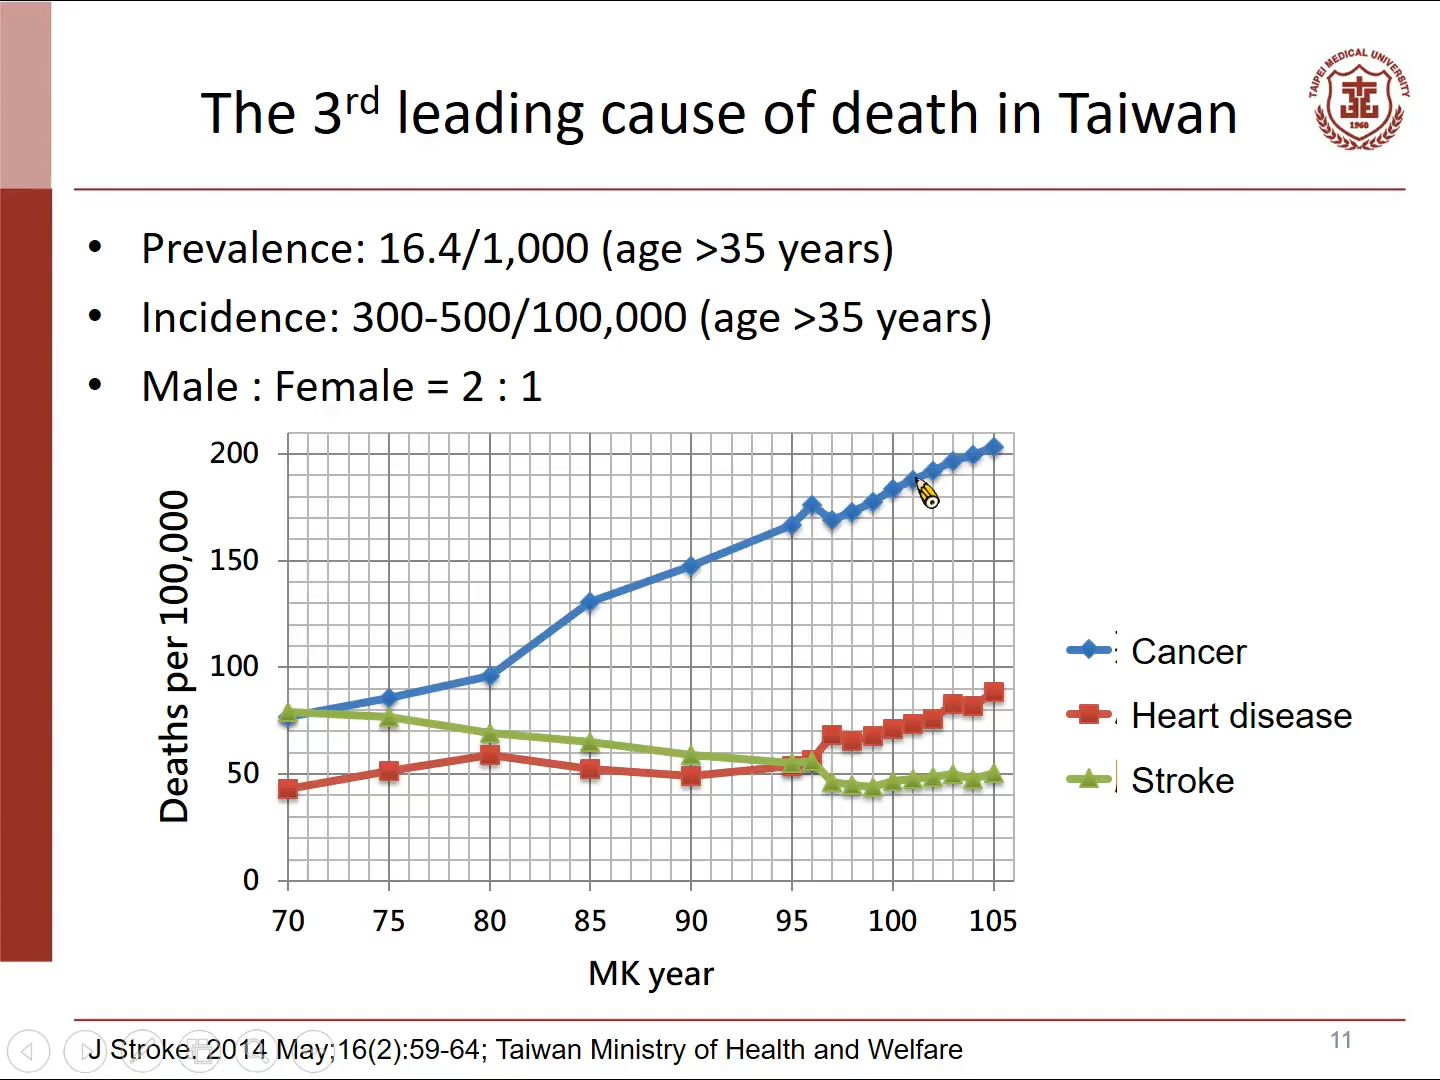 The 3rd leading cause of death in Taiwan
TAIPEI MEDICAL UNIVERSITY
1960
• Prevalence: 16.4/1,000 (age >35 years)
• Incidence: 300-500/100,000 (age >35 years)
• Male : Female = 2 : 1
Deaths per 100,000
200
150
100
50
0
70 75 80 85 90 95 100 105
MK year
Cancer
Heart disease
Stroke
J Stroke. 2014 May;16(2):59-64; Taiwan Ministry of Health and Welfare
11